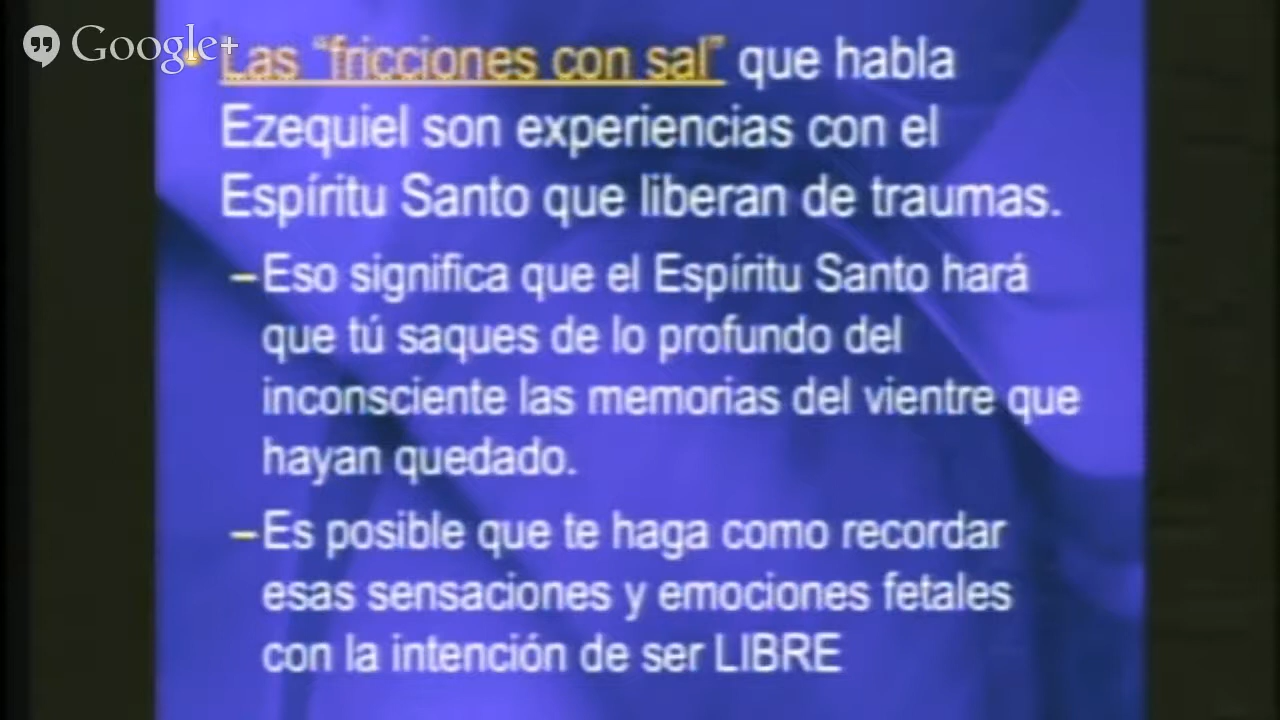 Google+
Las “fricciones con sal” que habla
Ezequiel son experiencias con el
Espíritu Santo que liberan de traumas.
–Eso significa que el Espíritu Santo hará
que tú saques de lo profundo del
inconsciente las memorias del vientre que
hayan quedado.
–Es posible que te haga como recordar
esas sensaciones y emociones fetales
con la intención de ser LIBRE